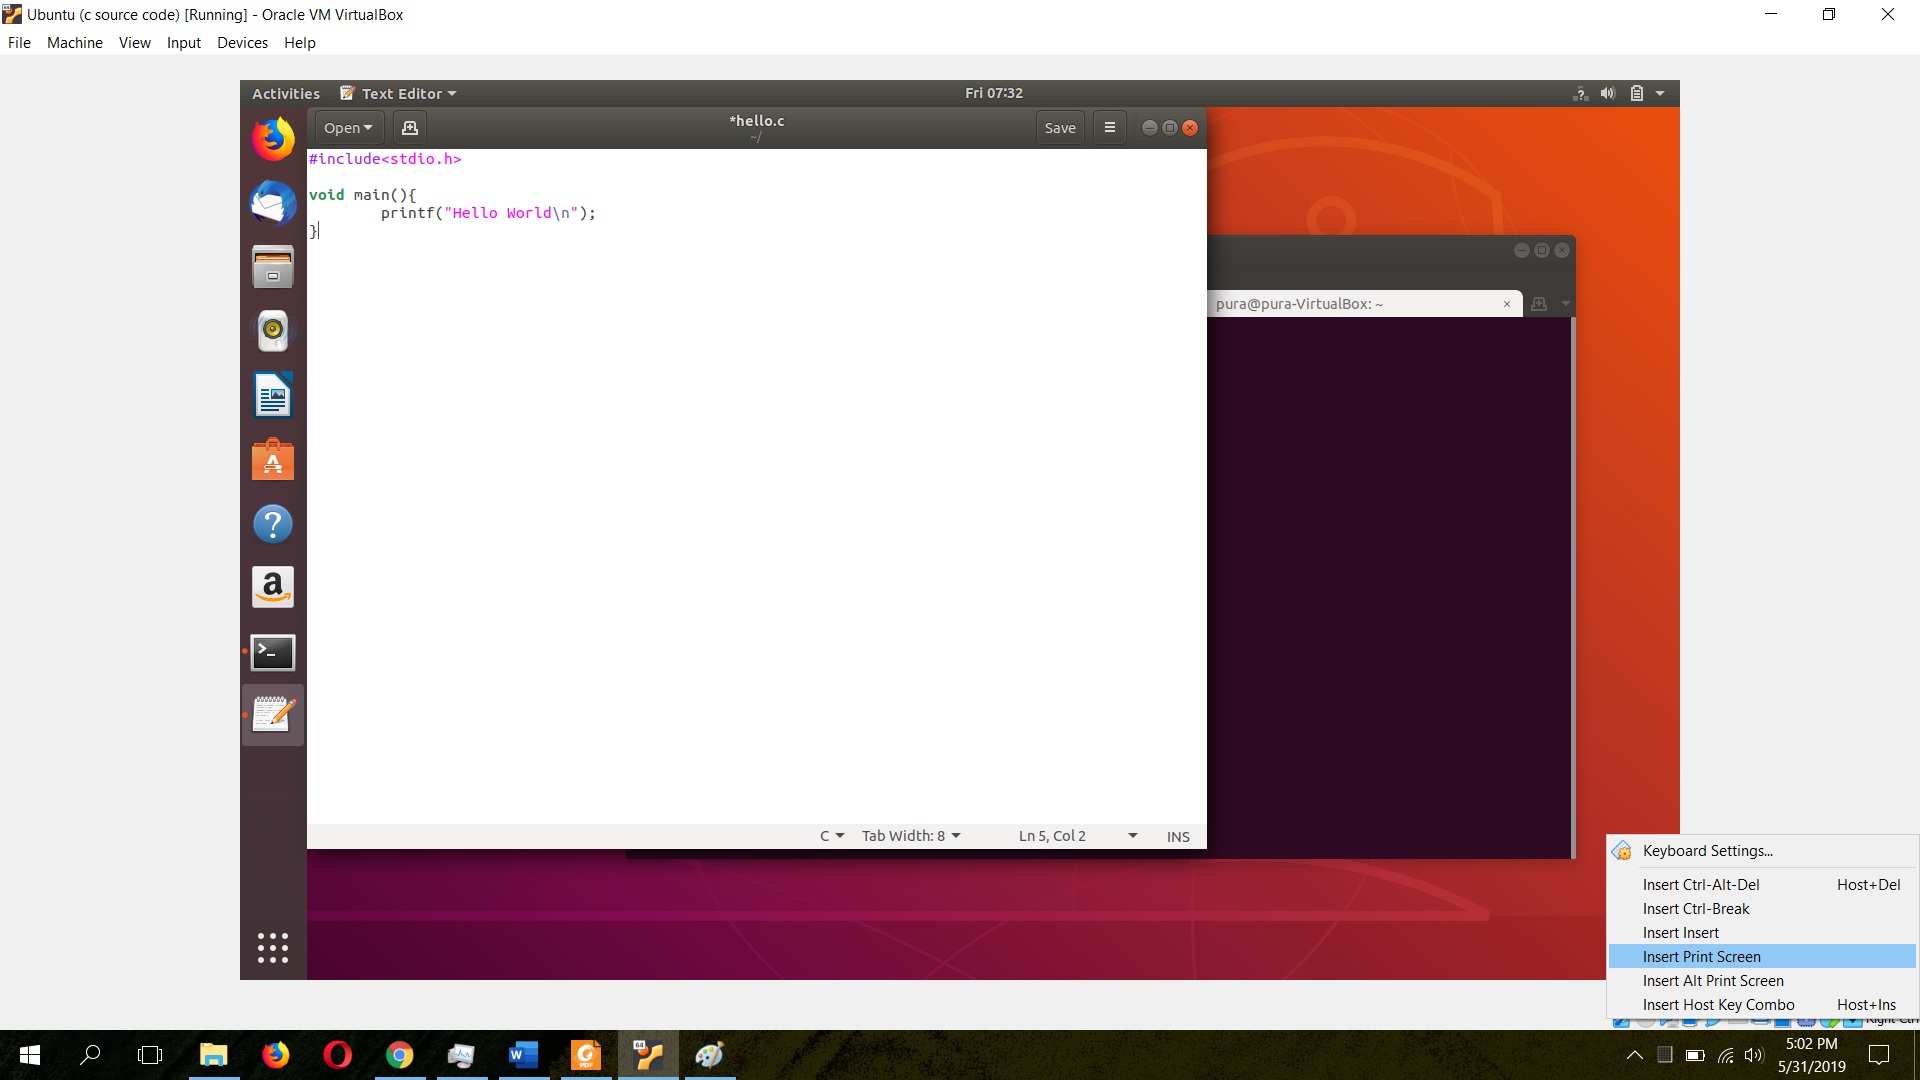 Ubuntu (c source code) [Running] - Oracle VM VirtualBox
File Machine View Input Devices Help
Activities Text Editor Fri 07:32
Open *hello.c Save
~/
#include<stdio.h>
void main(){
printf("Hello World\n");
}
pura@pura-VirtualBox: ~
C Tab Width: 8 Ln 5, Col 2 INS
Keyboard Settings...
Insert Ctrl-Alt-Del Host+Del
Insert Ctrl-Break
Insert Insert
Insert Print Screen
Insert Alt Print Screen
Insert Host Key Combo Host+Ins
Right Ctrl
5:02 PM
5/31/2019